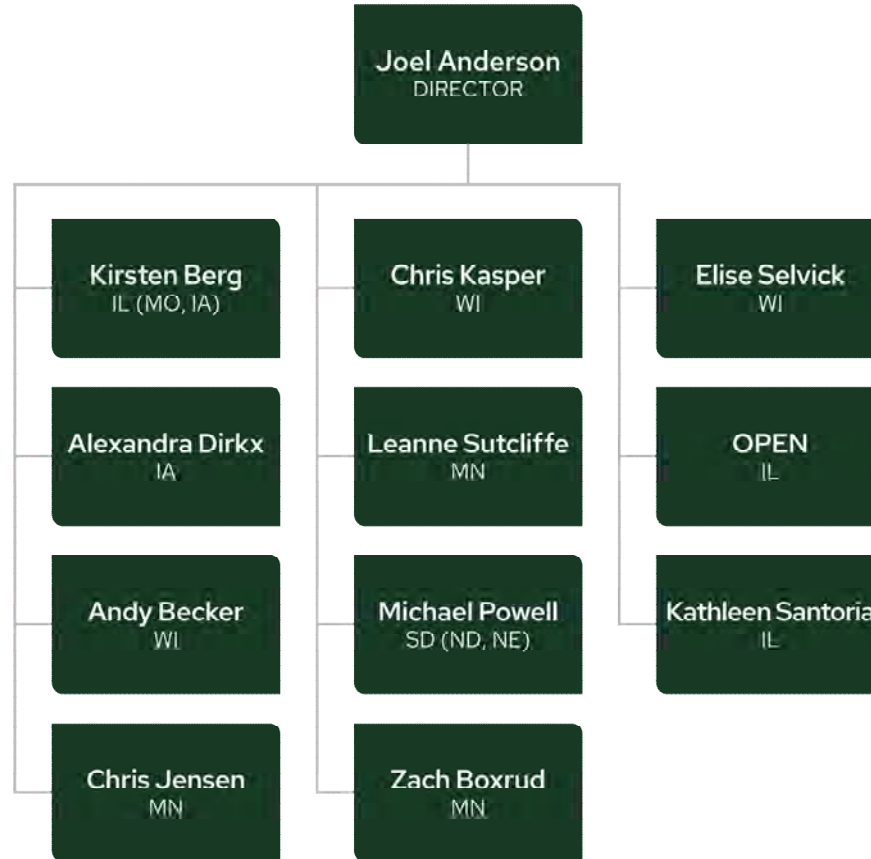 Joel Anderson
DIRECTOR
Kirsten Berg
IL (MO, IA)
Chris Kasper
WI
Elise Selvick
WI
Alexandra Dirkx
IA
Leanne Sutcliffe
MN
OPEN
IL
Andy Becker
WI
Michael Powell
SD (ND, NE)
Kathleen Santoria
IL
Chris Jensen
MN
Zach Boxrud
MN